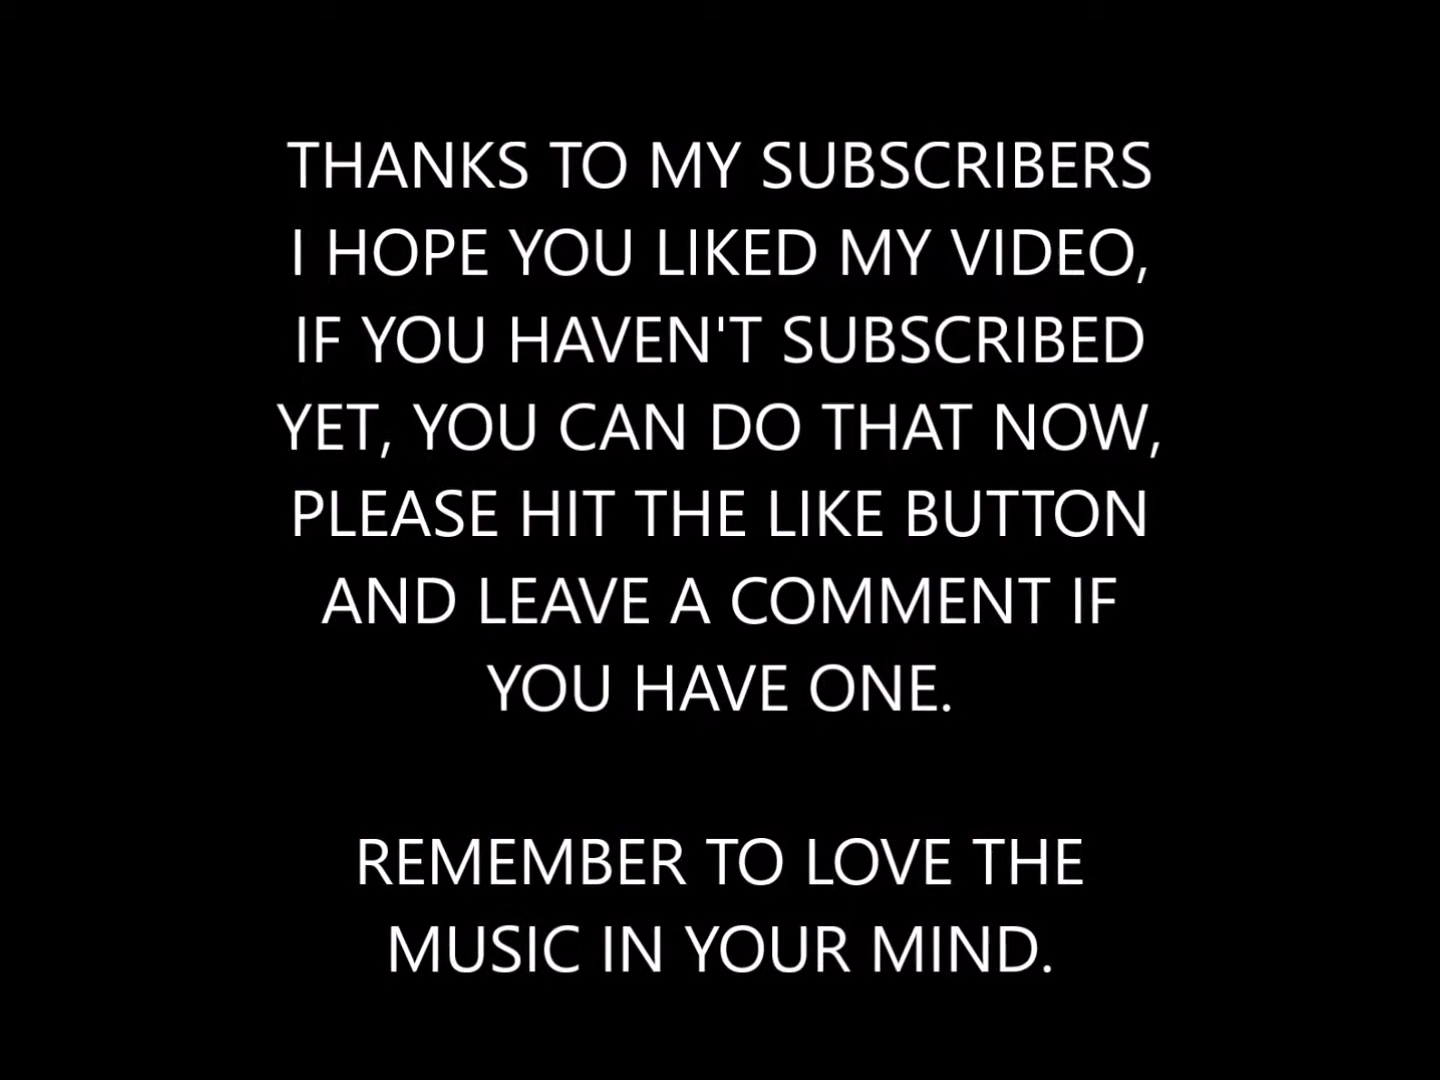 THANKS TO MY SUBSCRIBERS
I HOPE YOU LIKED MY VIDEO,
IF YOU HAVEN'T SUBSCRIBED
YET, YOU CAN DO THAT NOW,
PLEASE HIT THE LIKE BUTTON
AND LEAVE A COMMENT IF
YOU HAVE ONE.
REMEMBER TO LOVE THE
MUSIC IN YOUR MIND.